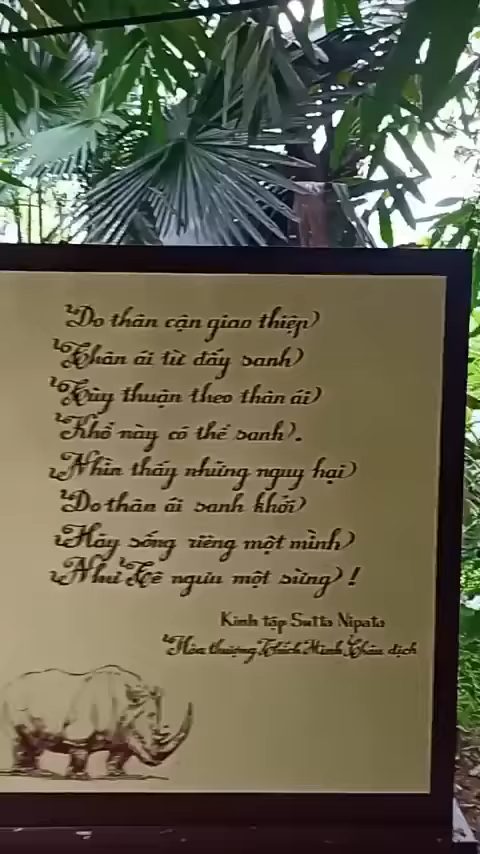 Do thân cận giao thiệp
Thân ái từ đấy sanh
Tùy thuận theo thân ái
Khổ này có thể sanh.
Nhìn thấy những nguy hại
Do thân ái sanh khởi
Hãy sống riêng một mình
Như Tê ngưu một sừng!
Kinh tập Sutta Nipata
Hòa thượng Thích Minh Châu dịch